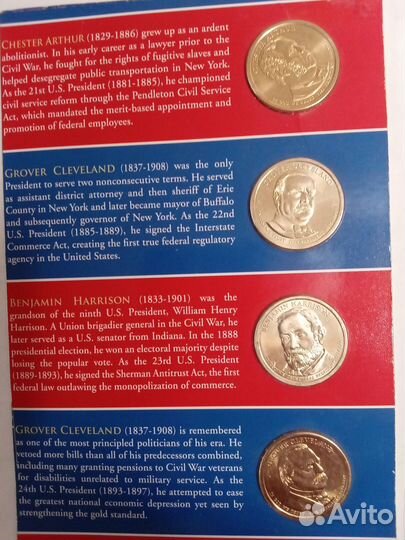 CHESTER ARTHUR (1829-1886) grew up as an ardent
abolitionist. In his early career as a lawyer prior to the
Civil War, he fought for the rights of fugitive slaves and
helped desegregate public transportation in New York.
As the 21st U.S. President (1881-1885), he championed
civil service reform through the Pendleton Civil Service
Act, which mandated the merit-based appointment and
promotion of federal employees.
GROVER CLEVELAND (1837-1908) was the only
President to serve two nonconsecutive terms. He served
as assistant district attorney and then sheriff of Erie
County in New York and later became mayor of Buffalo
and subsequently governor of New York. As the 22nd
U.S. President (1885-1889), he signed the Interstate
Commerce Act, creating the first true federal regulatory
agency in the United States.
BENJAMIN HARRISON (1833-1901) was the
grandson of the ninth U.S. President, William Henry
Harrison. A Union brigadier general in the Civil War, he
later served as a U.S. senator from Indiana. In the 1888
presidential election, he won an electoral majority despite
losing the popular vote. As the 23rd U.S. President
(1889-1893), he signed the Sherman Antitrust Act, the first
federal law outlawing the monopolization of commerce.
BENJAMIN HARRISON
GROVER CLEVELAND (1837-1908) is remembered
as one of the most principled politicians of his era. He
vetoed more bills than all of his predecessors combined,
including many granting pensions to Civil War veterans
for disabilities unrelated to military service. As the
24th U.S. President (1893-1897), he attempted to ease
the greatest national economic depression yet seen by
strengthening the gold standard.
CLEVELAND
Avito